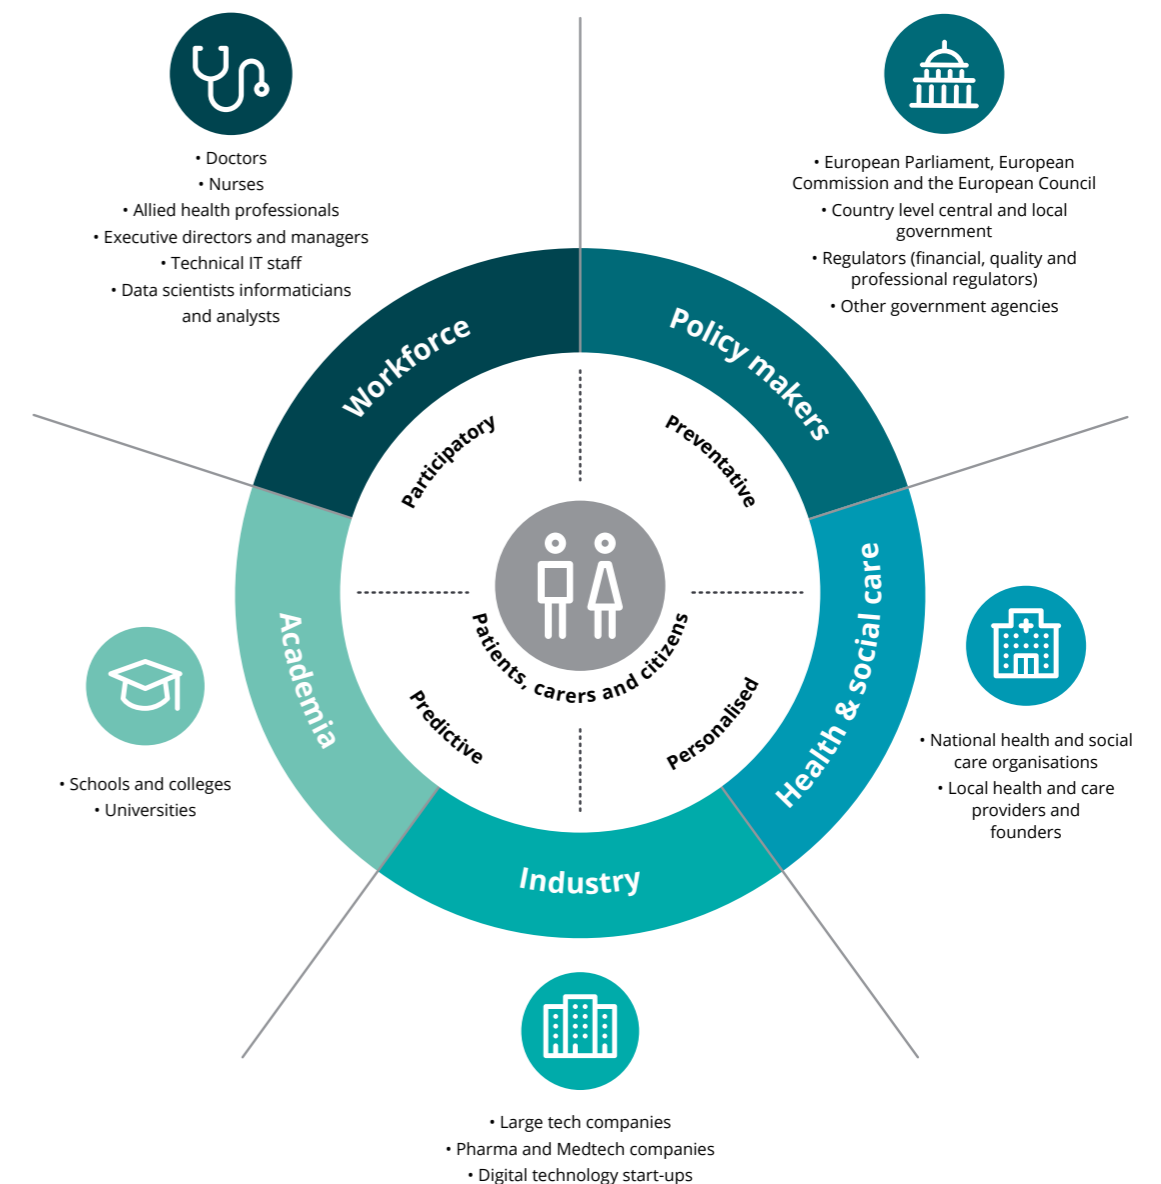 • Doctors
• Nurses
• Allied health professionals
• Executive directors and managers
• Technical IT staff
• Data scientists informaticians
and analysts
• European Parliament, European
Commission and the European Council
• Country level central and local
government
• Regulators (financial, quality and
professional regulators)
• Other government agencies
Workforce
Policy makers
Participatory
Preventative
Health & social care
Academia
Patients, carers and citizens
Predictive
Personalised
• National health and social
care organisations
• Local health and care
providers and
founders
• Schools and colleges
• Universities
Industry
• Large tech companies
• Pharma and Medtech companies
• Digital technology start-ups